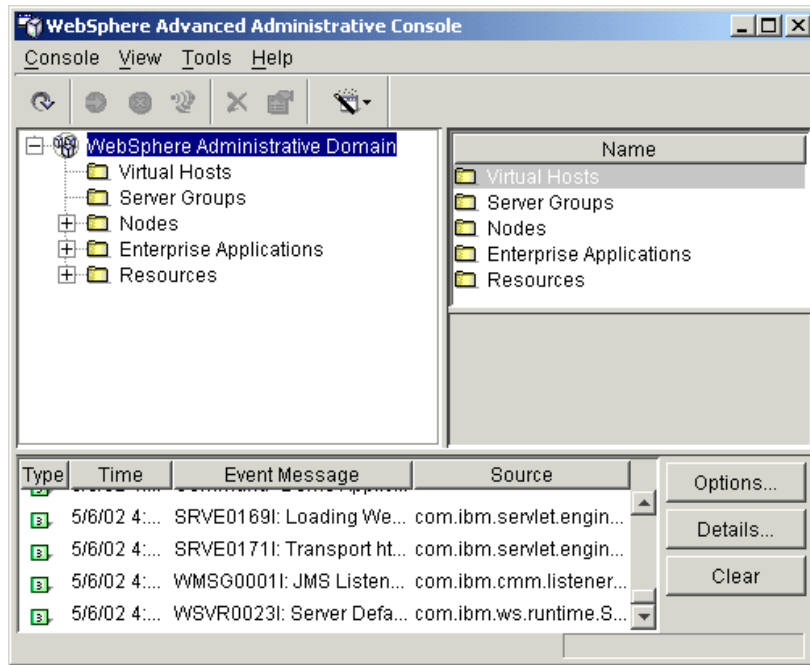 WebSphere Advanced Administrative Console
Console View Tools Help
WebSphere Administrative Domain
Virtual Hosts
Server Groups
Nodes
Enterprise Applications
Resources
Name
Virtual Hosts
Server Groups
Nodes
Enterprise Applications
Resources
Type Time Event Message Source
5/6/02 4:... SRVE0169I: Loading We... com.ibm.servlet.engin...
5/6/02 4:... SRVE0171I: Transport ht... com.ibm.servlet.engin...
5/6/02 4:... WMSG0001I: JMS Listen... com.ibm.cmm.listener...
5/6/02 4:... WSVR0023I: Server Defa... com.ibm.ws.runtime.S...
Options...
Details...
Clear